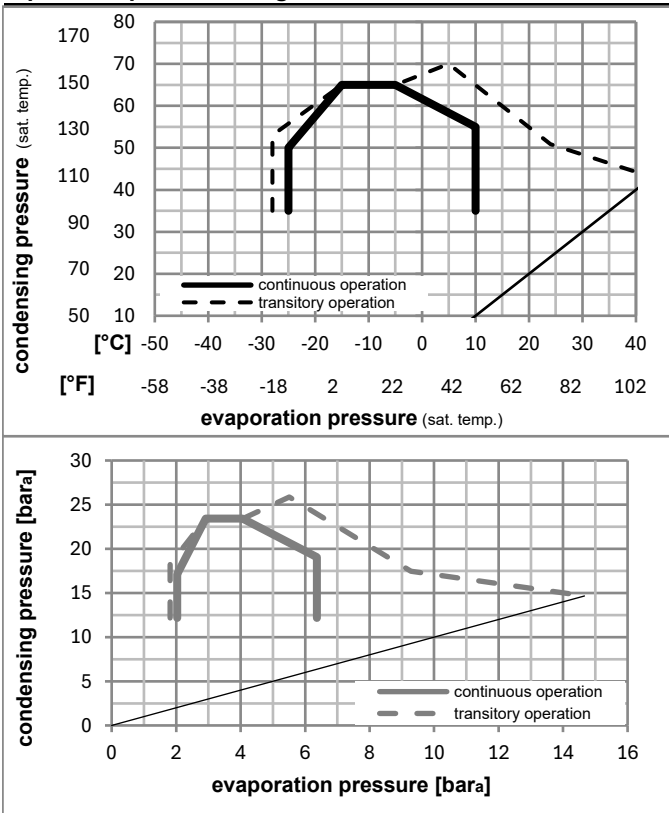 170 80
150 70
130 60
110 50
90 40
30
70 20
50 10
condensing pressure (sat. temp.)
continuous operation
transitory operation
[°C] -50 -40 -30 -20 -10 0 10 20 30 40
[°F] -58 -38 -18 2 22 42 62 82 102
evaporation pressure (sat. temp.)
30
25
20
15
10
5
0
condensing pressure [bara]
continuous operation
transitory operation
0 2 4 6 8 10 12 14 16
evaporation pressure [bara]